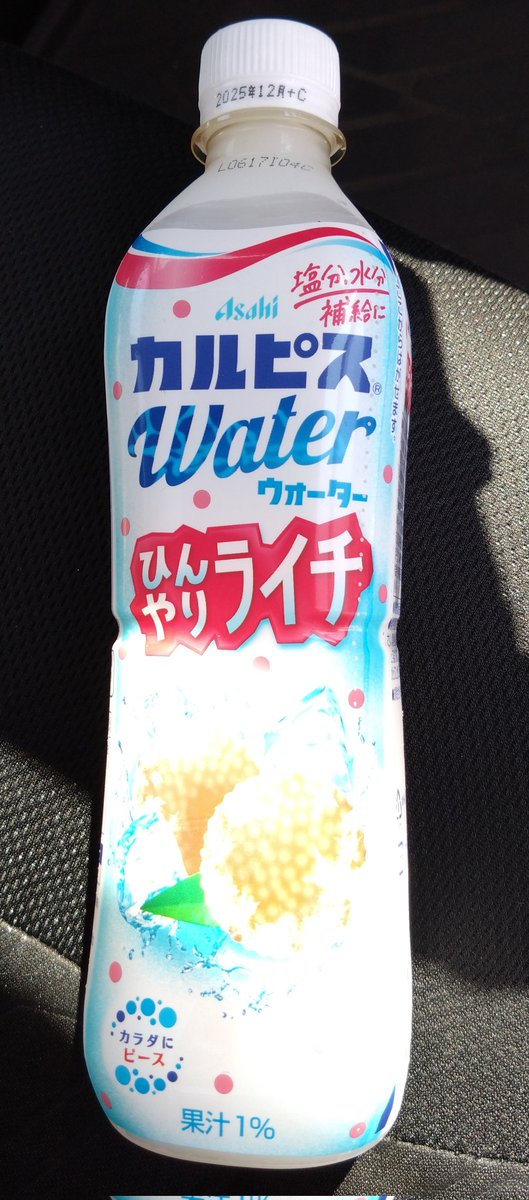 2025年12月+C
L0617104C
塩分、水分
補給に
Asahi
カルピス®
Water
ウォーター
ひんやり
ライチ
カラダに
ピース
果汁1%